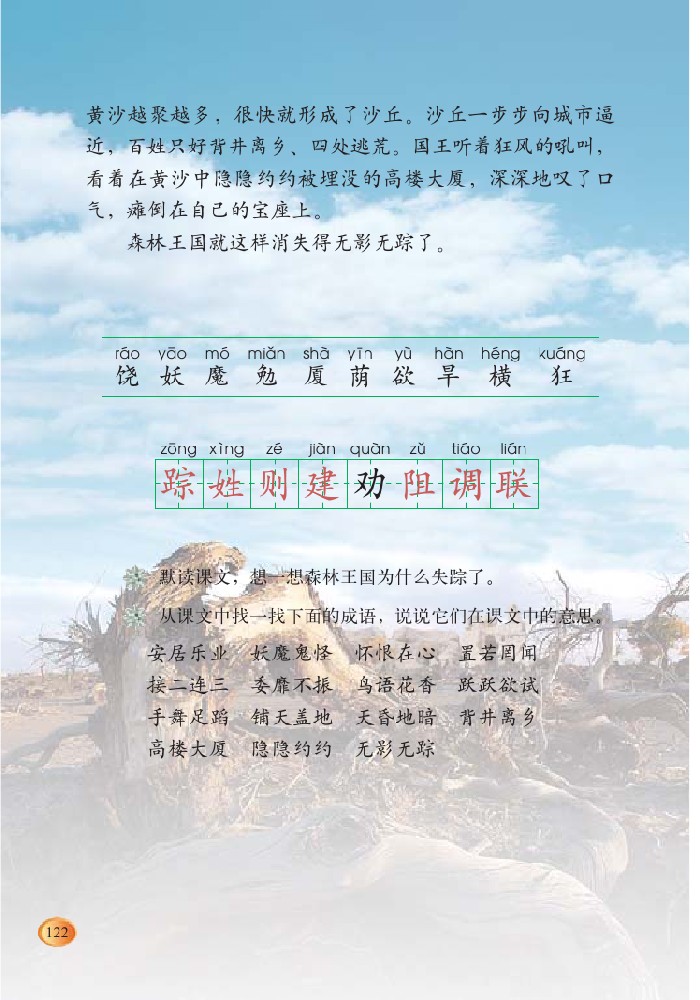 黄沙越聚越多，很快就形成了沙丘。沙丘一步步向城市逼
近，百姓只好背井离乡、四处逃荒。国王听着狂风的吼叫，
看着在黄沙中隐隐约约被埋没的高楼大厦，深深地叹了口
气，瘫倒在自己的宝座上。
森林王国就这样消失得无影无踪了。
ráo yāo mó miǎn shà yīn yù hàn héng kuáng
饶 妖 魔 勉 厦 荫 欲 旱 横 狂
zōng xìng zé jiàn quàn zǔ tiáo lián
踪 姓 则 建 劝 阻 调 联
默读课文，想一想森林王国为什么失踪了。
从课文中找一找下面的成语，说说它们在课文中的意思。
安居乐业 妖魔鬼怪 怀恨在心 置若罔闻
接二连三 委靡不振 鸟语花香 跃跃欲试
手舞足蹈 铺天盖地 天昏地暗 背井离乡
高楼大厦 隐隐约约 无影无踪
122